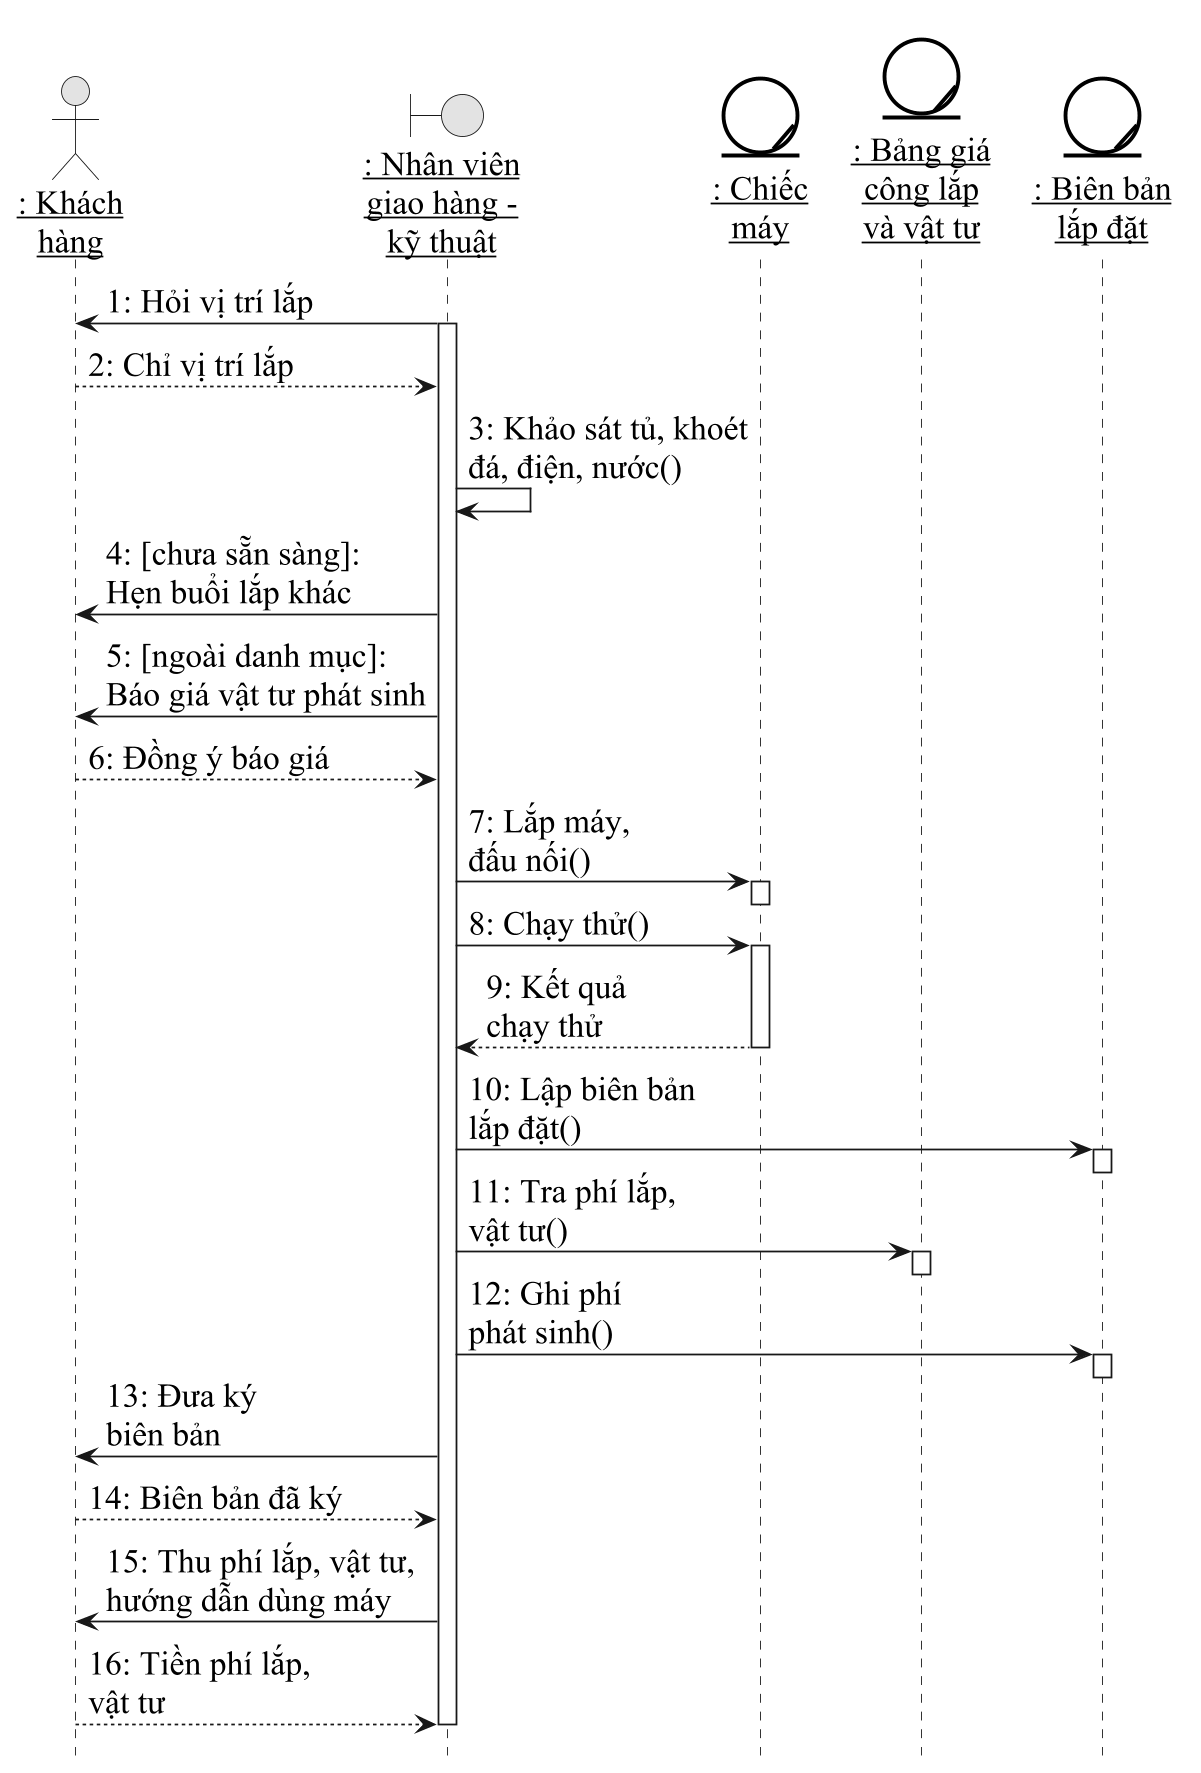 : Khách
hàng
: Nhân viên
giao hàng -
kỹ thuật
: Chiếc
máy
: Bảng giá
công lắp
và vật tư
: Biên bản
lắp đặt
1: Hỏi vị trí lắp
2: Chỉ vị trí lắp
3: Khảo sát tủ, khoét
đá, điện, nước()
4: [chưa sẵn sàng]:
Hẹn buổi lắp khác
5: [ngoài danh mục]:
Báo giá vật tư phát sinh
6: Đồng ý báo giá
7: Lắp máy,
đấu nối()
8: Chạy thử()
9: Kết quả
chạy thử
10: Lập biên bản
lắp đặt()
11: Tra phí lắp,
vật tư()
12: Ghi phí
phát sinh()
13: Đưa ký
biên bản
14: Biên bản đã ký
15: Thu phí lắp, vật tư,
hướng dẫn dùng máy
16: Tiền phí lắp,
vật tư